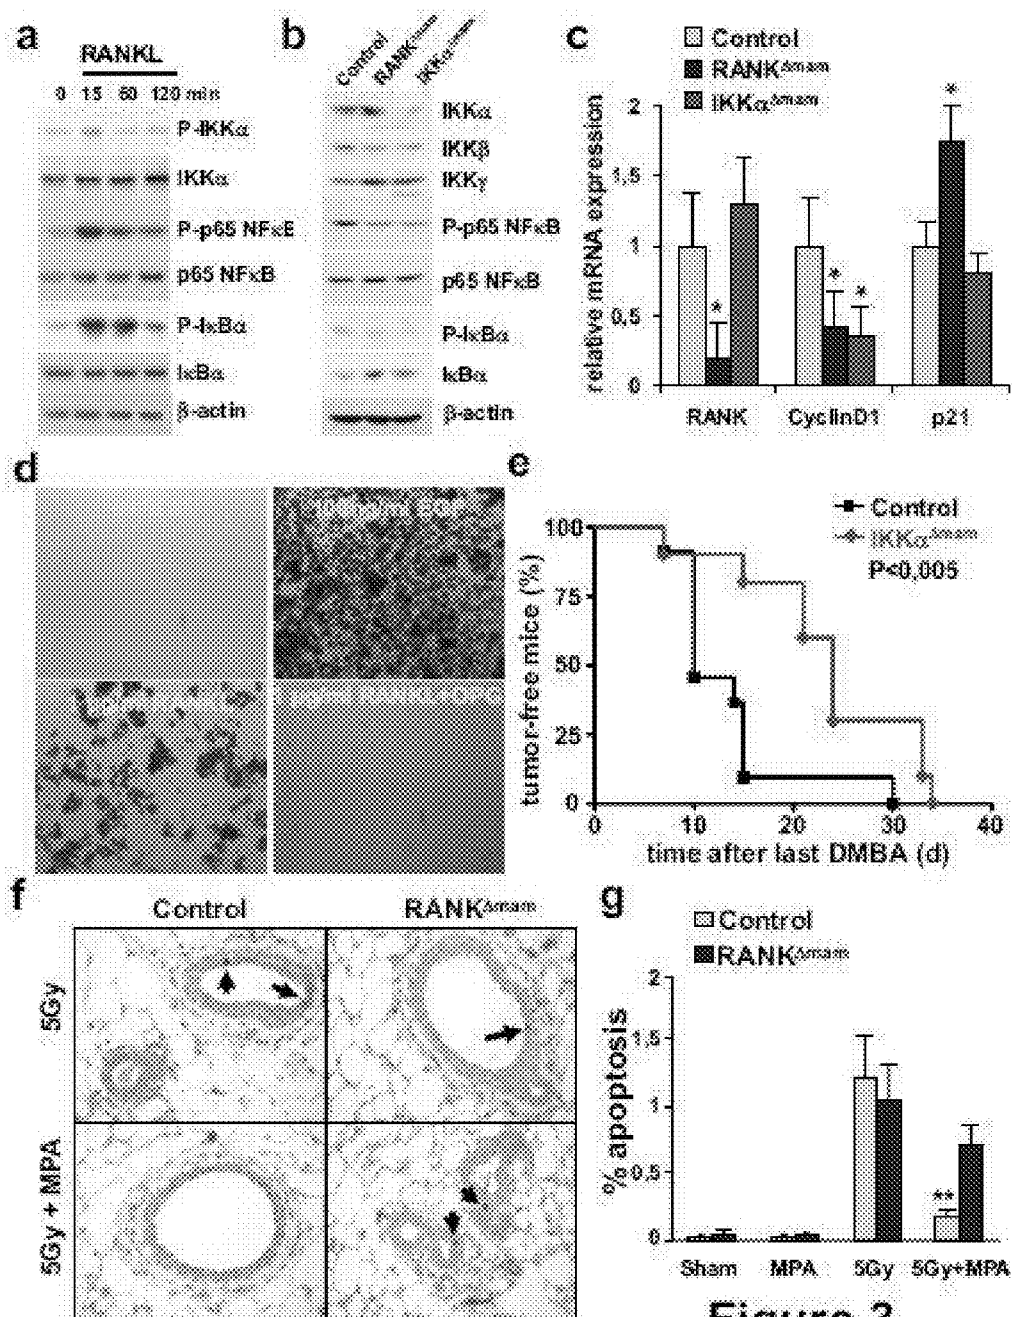 a
RANKL
0 15 60 120 min
P-IKKα
IKKα
P-p65 NFκB
p65 NFκB
P-IκBα
IκBα
β-actin
b
Control RANKΔmam IKKαΔmam
IKKα
IKKβ
IKKγ
P-p65 NFκB
p65 NFκB
P-IκBα
IκBα
β-actin
c
Control
RANKΔmam
IKKαΔmam
relative mRNA expression
2
1,5
1
0,5
0
* * * *
RANK CyclinD1 p21
d
e
Control
IKKαΔmam
P<0,005
tumor-free mice (%)
100
75
50
25
0
0 10 20 30 40
time after last DMBA (d)
f
Control RANKΔmam
5Gy
5Gy + MPA
g
Control
RANKΔmam
% apoptosis
2
1,5
1
0,5
0
**
Sham MPA 5Gy 5Gy+MPA
Figure 3